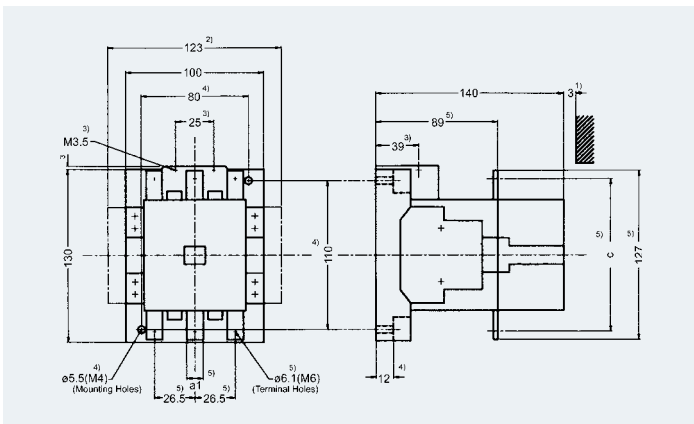 123 2)
100
80 4)
25 3)
M3.5 3)
3
130
110 4)
ø5.5(M4) 4)
(Mounting Holes)
a1 5)
26.5 5)
26.5 5)
ø6.1(M6) 5)
(Terminal Holes)
140
3 1)
89 5)
39 3)
c 5)
127 5)
12 4)